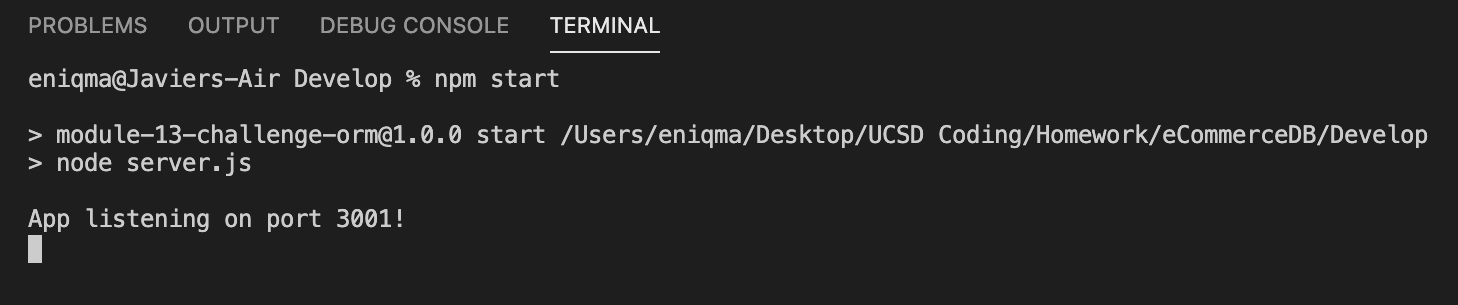 PROBLEMS OUTPUT DEBUG CONSOLE TERMINAL
eniqma@Javiers-Air Develop % npm start
> module-13-challenge-orm@1.0.0 start /Users/eniqma/Desktop/UCSD Coding/Homework/eCommerceDB/Develop
> node server.js
App listening on port 3001!